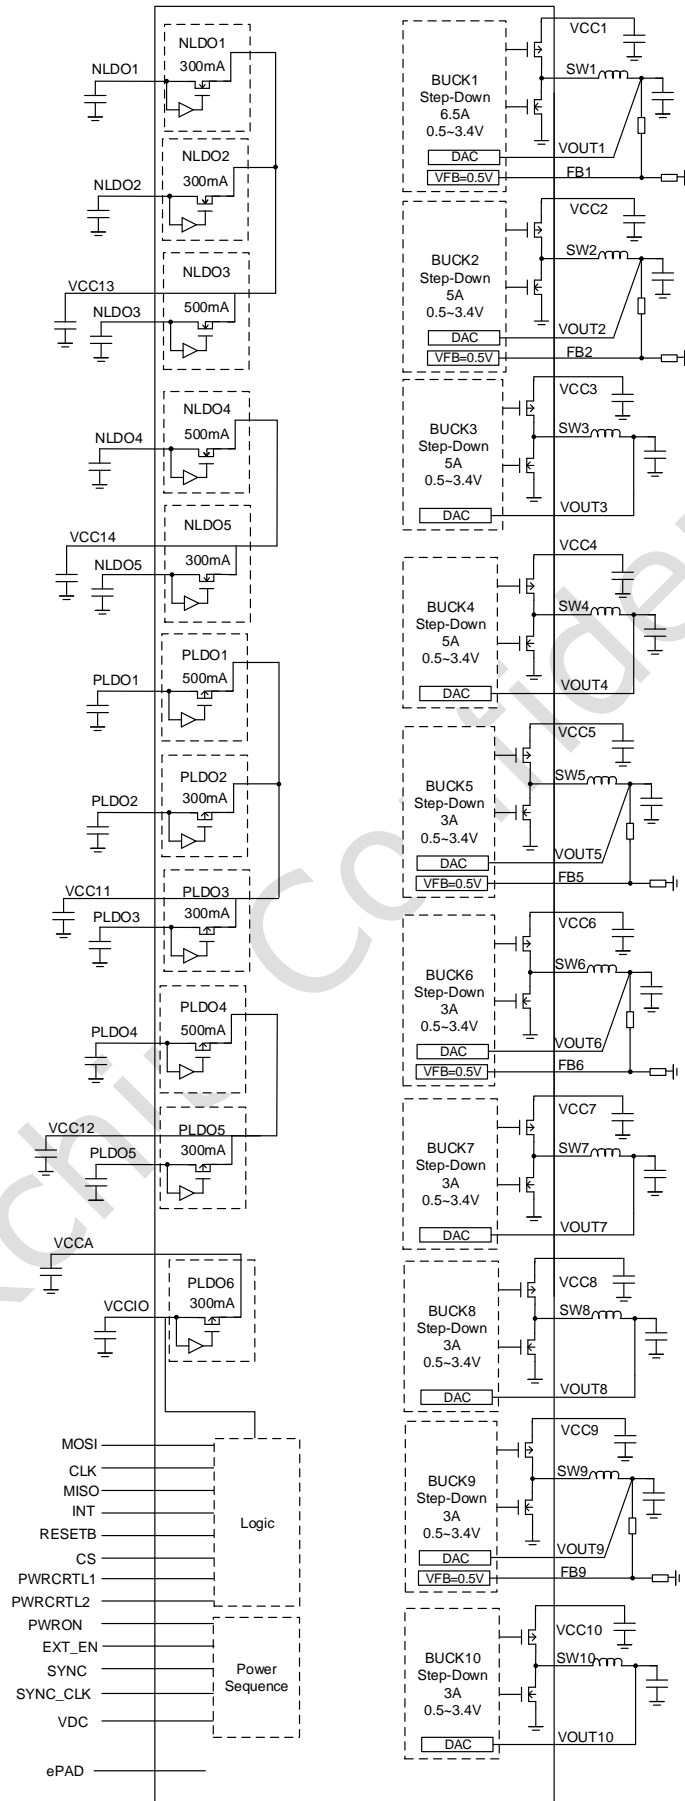 NLDO1
300mA
NLDO1
NLDO2
300mA
NLDO2
NLDO3
VCC13
500mA
NLDO3
NLDO4
500mA
NLDO4
NLDO5
VCC14
300mA
NLDO5
PLDO1
500mA
PLDO1
PLDO2
300mA
PLDO2
PLDO3
VCC11
300mA
PLDO3
PLDO4
500mA
PLDO4
VCC12
PLDO5
300mA
PLDO5
VCCA
PLDO6
300mA
VCCIO
MOSI
CLK
MISO
INT
RESETB
CS
PWRCRTL1
PWRCRTL2
Logic
PWRON
EXT_EN
SYNC
SYNC_CLK
VDC
Power
Sequence
ePAD
VCC1
BUCK1
Step-Down
6.5A
0.5~3.4V
SW1
DAC
VOUT1
VFB=0.5V
FB1
VCC2
BUCK2
Step-Down
5A
0.5~3.4V
SW2
DAC
VOUT2
VFB=0.5V
FB2
VCC3
BUCK3
Step-Down
5A
0.5~3.4V
SW3
DAC
VOUT3
VCC4
BUCK4
Step-Down
5A
0.5~3.4V
SW4
DAC
VOUT4
VCC5
BUCK5
Step-Down
3A
0.5~3.4V
SW5
DAC
VOUT5
VFB=0.5V
FB5
VCC6
BUCK6
Step-Down
3A
0.5~3.4V
SW6
DAC
VOUT6
VFB=0.5V
FB6
VCC7
BUCK7
Step-Down
3A
0.5~3.4V
SW7
DAC
VOUT7
VCC8
BUCK8
Step-Down
3A
0.5~3.4V
SW8
DAC
VOUT8
VCC9
BUCK9
Step-Down
3A
0.5~3.4V
SW9
DAC
VOUT9
VFB=0.5V
FB9
VCC10
BUCK10
Step-Down
3A
0.5~3.4V
SW10
DAC
VOUT10